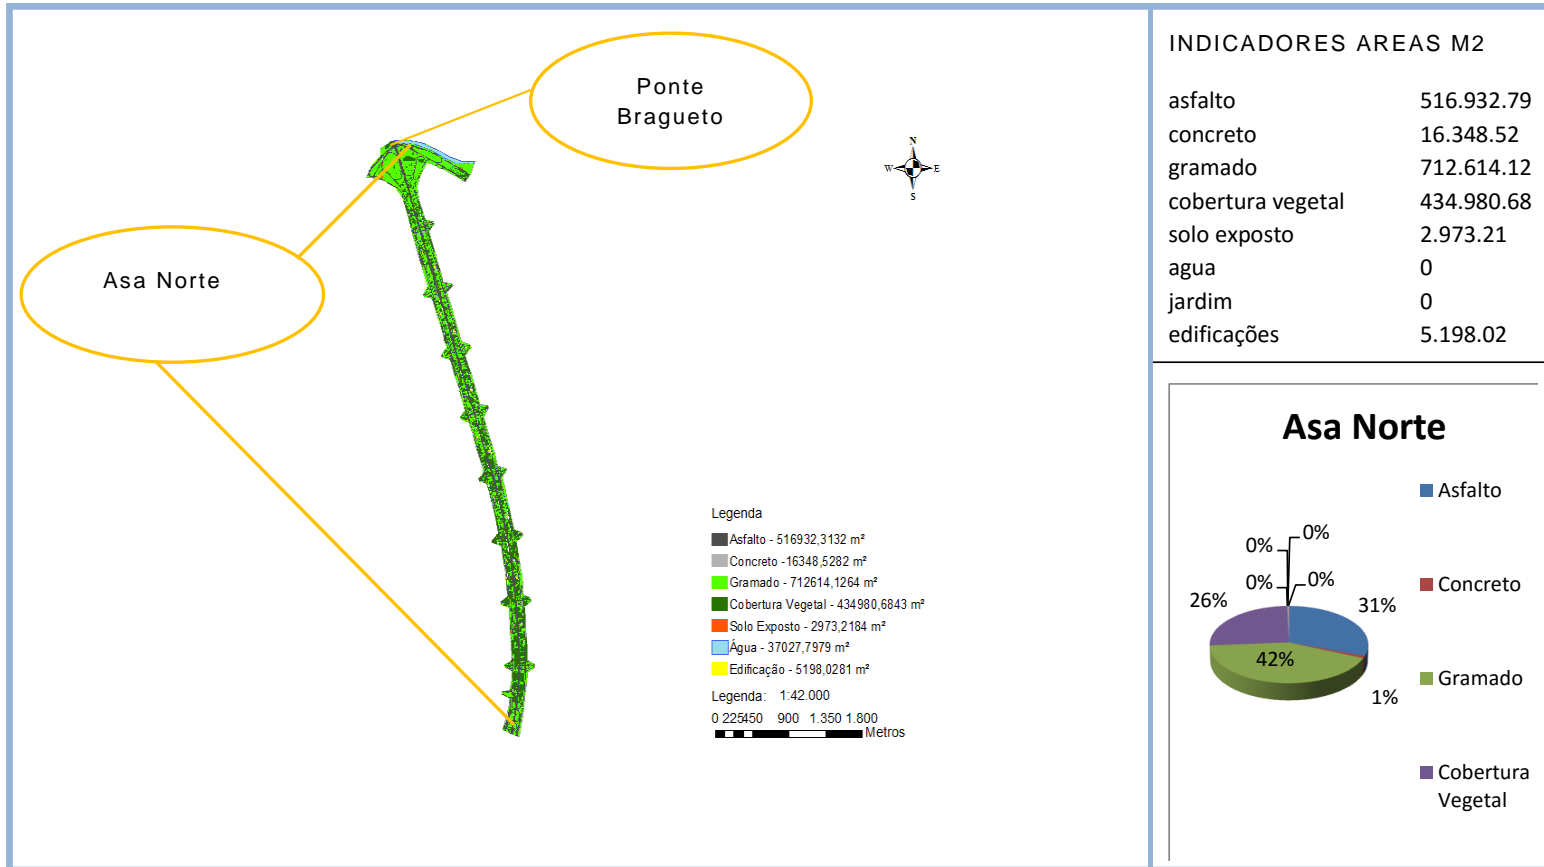 Ponte
Bragueto
Asa Norte
N
W E
S
Legenda
Asfalto - 516932,3132 m²
Concreto -16348,5282 m²
Gramado - 712614,1264 m²
Cobertura Vegetal - 434980,6843 m²
Solo Exposto - 2973,2184 m²
Água - 37027,7979 m²
Edificação - 5198,0281 m²
Legenda: 1:42.000
0 225450 900 1.350 1.800
Metros
INDICADORES AREAS M2
asfalto 516.932.79
concreto 16.348.52
gramado 712.614.12
cobertura vegetal 434.980.68
solo exposto 2.973.21
agua 0
jardim 0
edificações 5.198.02
Asa Norte
Asfalto
0% 0%
0% 0%
26% 31%
Concreto
42%
Gramado
1%
Cobertura
Vegetal